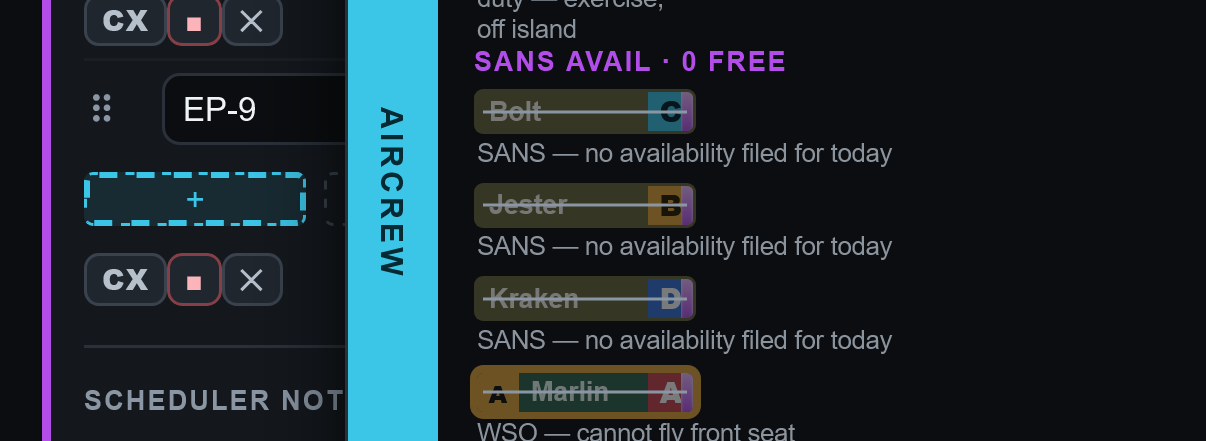 CX
EP-9
+
CX
SCHEDULER NOT
AIRCREW
duty — exercise,
off island
SANS AVAIL · 0 FREE
Bolt C
SANS — no availability filed for today
Jester B
SANS — no availability filed for today
Kraken D
SANS — no availability filed for today
A Marlin A
WSO — cannot fly front seat